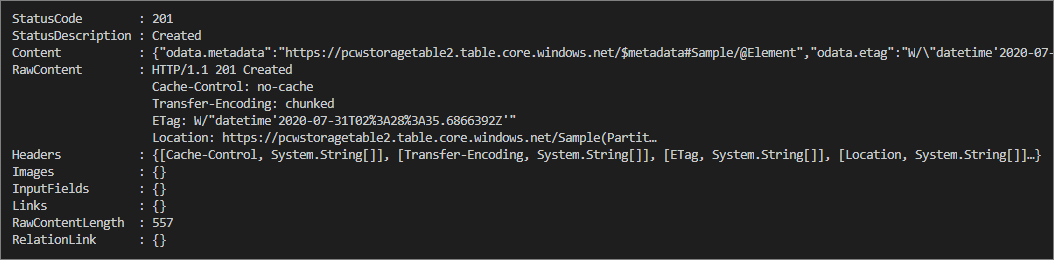 StatusCode : 201
StatusDescription : Created
Content : {"odata.metadata":"https://pcwstoragetable2.table.core.windows.net/$metadata#Sample/@Element","odata.etag":"W/\"datetime'2020-07-
RawContent : HTTP/1.1 201 Created
Cache-Control: no-cache
Transfer-Encoding: chunked
ETag: W/"datetime'2020-07-31T02%3A28%3A35.6866392Z'"
Location: https://pcwstoragetable2.table.core.windows.net/Sample(Partit…
Headers : {[Cache-Control, System.String[]], [Transfer-Encoding, System.String[]], [ETag, System.String[]], [Location, System.String[]]…}
Images : {}
InputFields : {}
Links : {}
RawContentLength : 557
RelationLink : {}